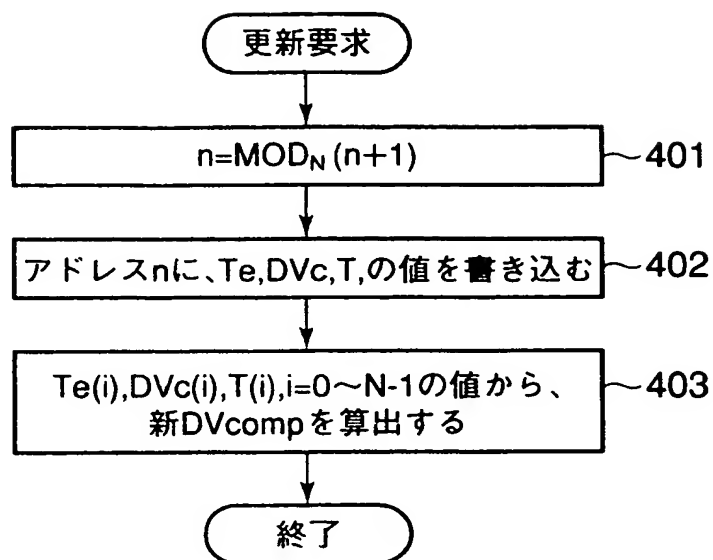 更新要求
n=MOD_N (n+1)
401
アドレスnに、Te,DVc,T,の値を書き込む
402
Te(i),DVc(i),T(i),i=0〜N-1の値から、
新DVcompを算出する
403
終了